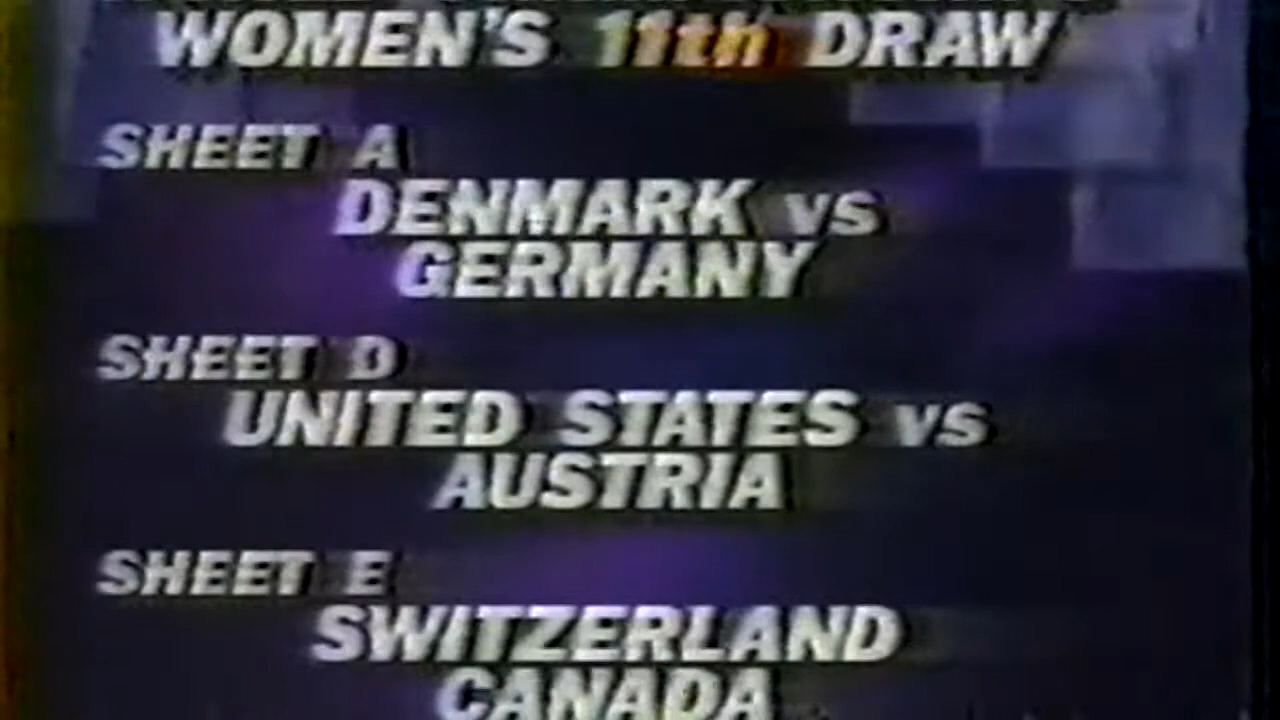 WOMEN'S 11th DRAW
SHEET A
DENMARK vs
GERMANY
SHEET D
UNITED STATES vs
AUSTRIA
SHEET E
SWITZERLAND
CANADA